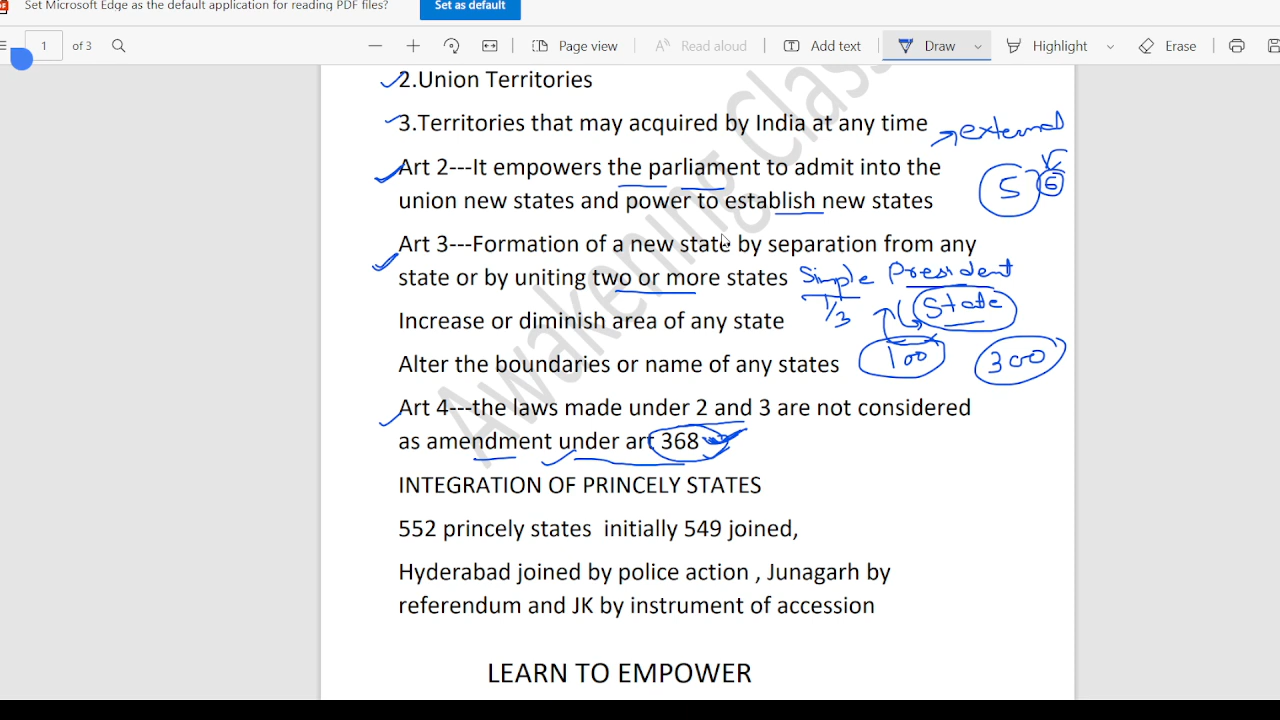 Set Microsoft Edge as the default application for reading PDF files? Set as default
1 of 3 Page view Read aloud Add text Draw Highlight Erase
2.Union Territories
3.Territories that may acquired by India at any time
external
Art 2---It empowers the parliament to admit into the
union new states and power to establish new states
5 6
Art 3---Formation of a new state by separation from any
state or by uniting two or more states
Simple President
1/3 State
Increase or diminish area of any state
Alter the boundaries or name of any states
100 300
Art 4---the laws made under 2 and 3 are not considered
as amendment under art 368
INTEGRATION OF PRINCELY STATES
552 princely states initially 549 joined,
Hyderabad joined by police action , Junagarh by
referendum and JK by instrument of accession
LEARN TO EMPOWER
Awakening Class